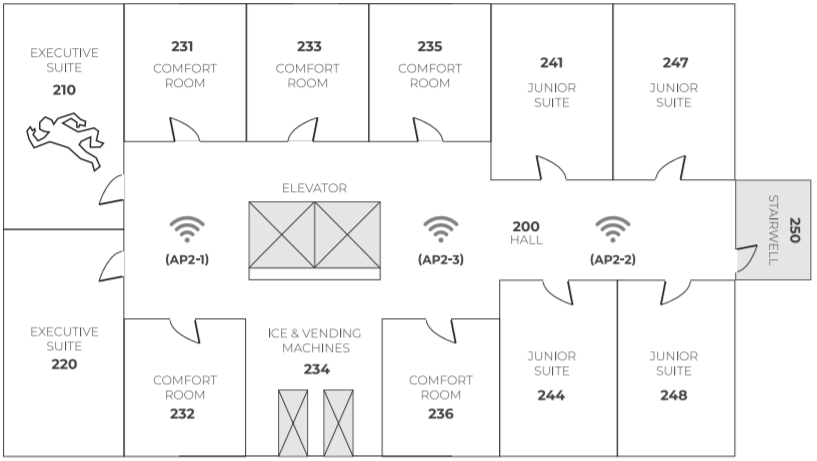 EXECUTIVE
SUITE
210
231
COMFORT
ROOM
233
COMFORT
ROOM
235
COMFORT
ROOM
241
JUNIOR
SUITE
247
JUNIOR
SUITE
ELEVATOR
(AP2-1)
(AP2-3)
200
HALL
(AP2-2)
STAIRWELL
250
EXECUTIVE
SUITE
220
COMFORT
ROOM
232
ICE & VENDING
MACHINES
234
COMFORT
ROOM
236
JUNIOR
SUITE
244
JUNIOR
SUITE
248